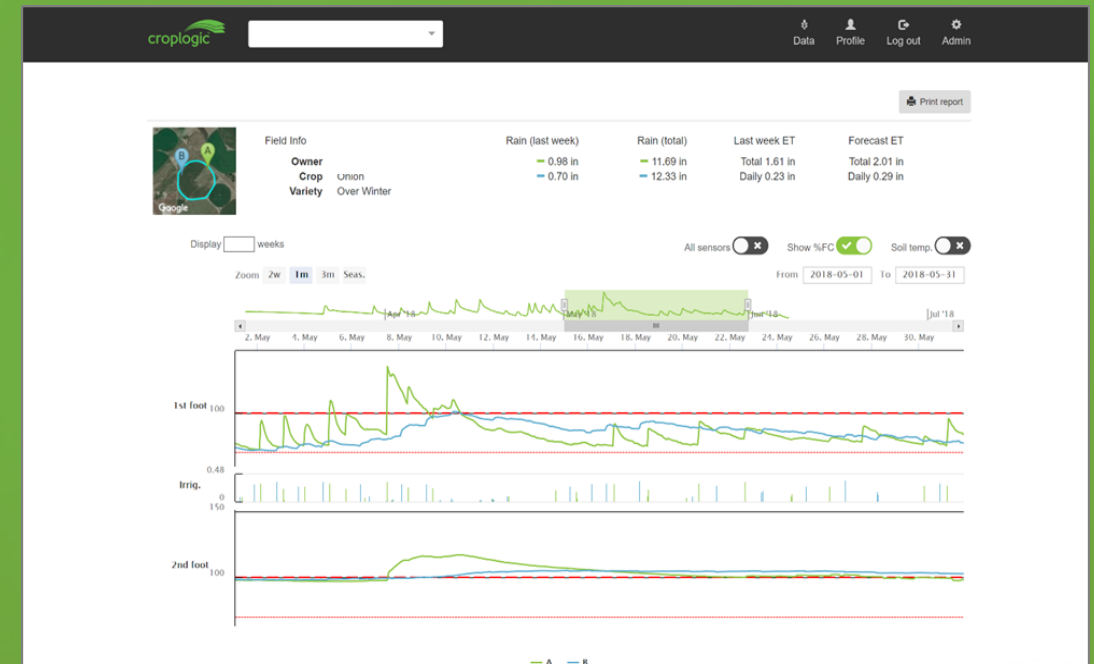 croplogic
Data Profile Log out Admin
Print report
Field Info Rain (last week) Rain (total) Last week ET Forecast ET
Owner 0.98 in 11.69 in Total 1.61 in Total 2.01 in
Crop Onion 0.70 in 12.33 in Daily 0.23 in Daily 0.29 in
Variety Over Winter
B A
Google
Display weeks All sensors Show %FC Soil temp.
Zoom 2w 1m 3m Seas. From 2018-05-01 To 2018-05-31
Apr '18 May '18 Jun '18 Jul '18
2. May 4. May 6. May 8. May 10. May 12. May 14. May 16. May 18. May 20. May 22. May 24. May 26. May 28. May 30. May
1st foot 100
0.48
Irrig.
0
150
2nd foot 100
A B